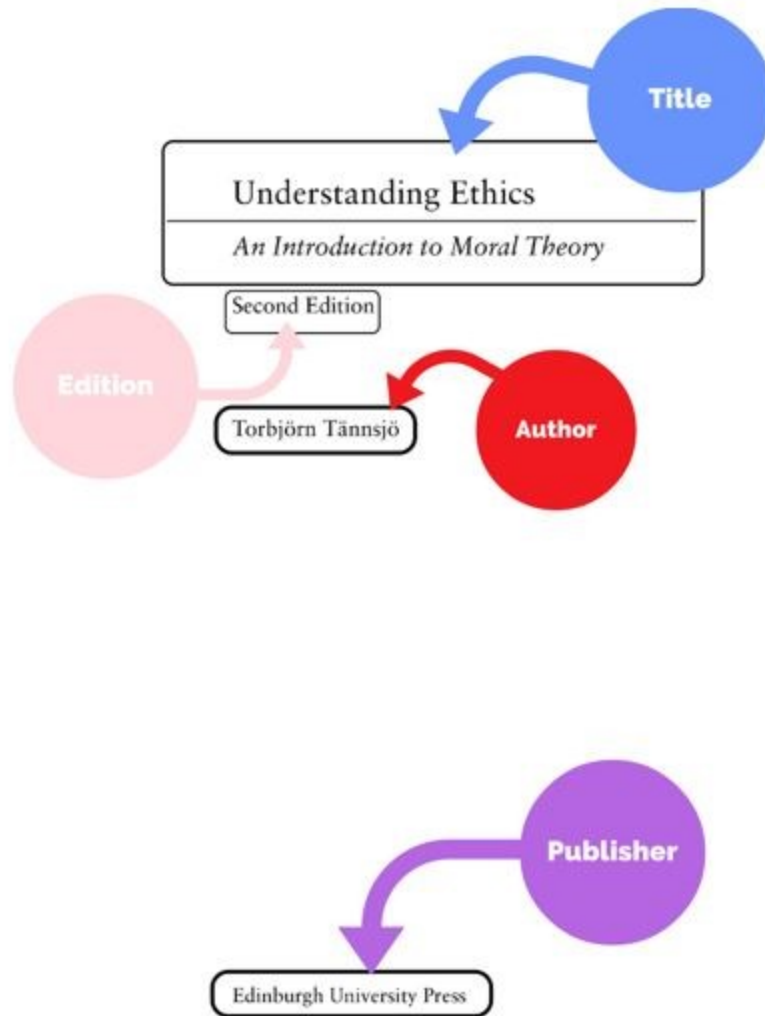 Title
Understanding Ethics
An Introduction to Moral Theory
Second Edition
Edition
Torbjörn Tännsjö
Author
Publisher
Edinburgh University Press